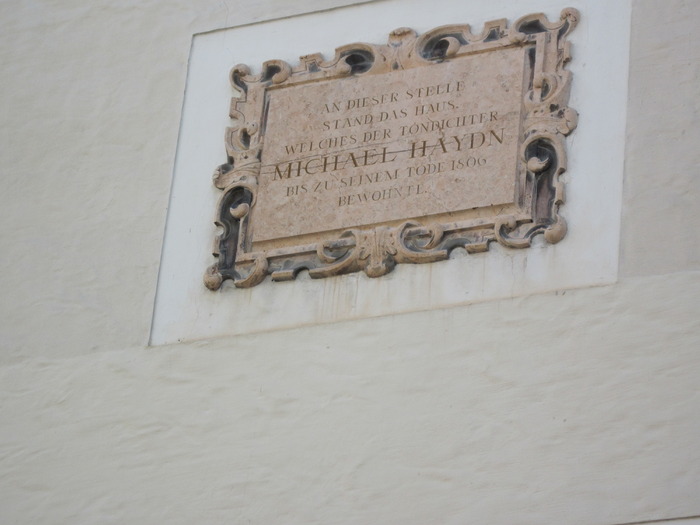 AN DIESER STELLE
STAND DAS HAUS,
WELCHES DER TONDICHTER
MICHAEL HAYDN
BIS ZU SEINEM TODE 1806
BEWOHNTE.